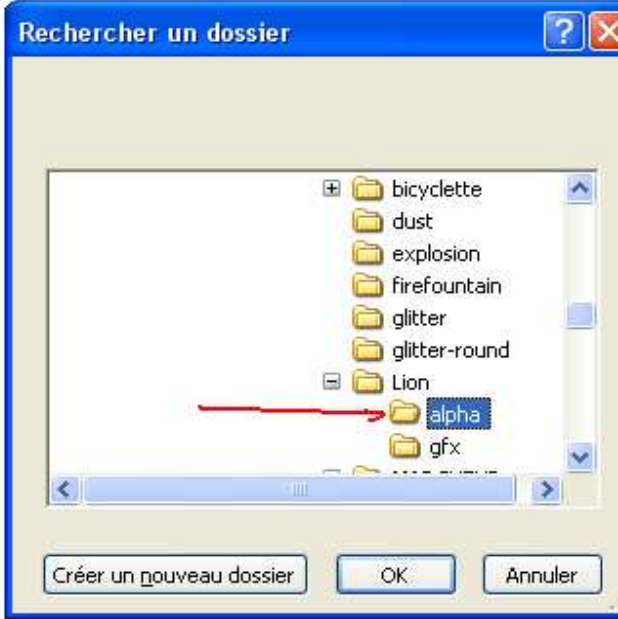 Rechercher un dossier
bicyclette
dust
explosion
firefountain
glitter
glitter-round
Lion
alpha
gfx
Créer un nouveau dossier
OK
Annuler